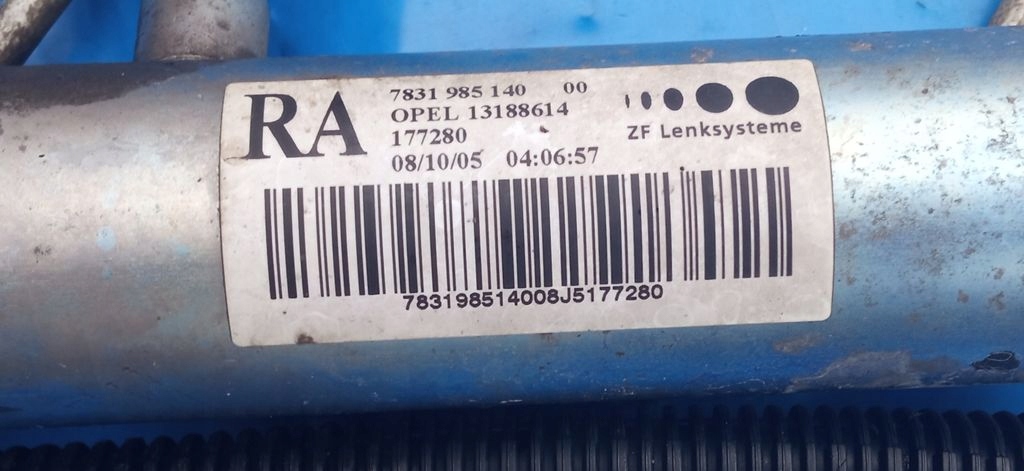 RA
7831 985 140 00
OPEL 13188614
177280
08/10/05 04:06:57
ZF Lenksysteme
783198514008J5177280